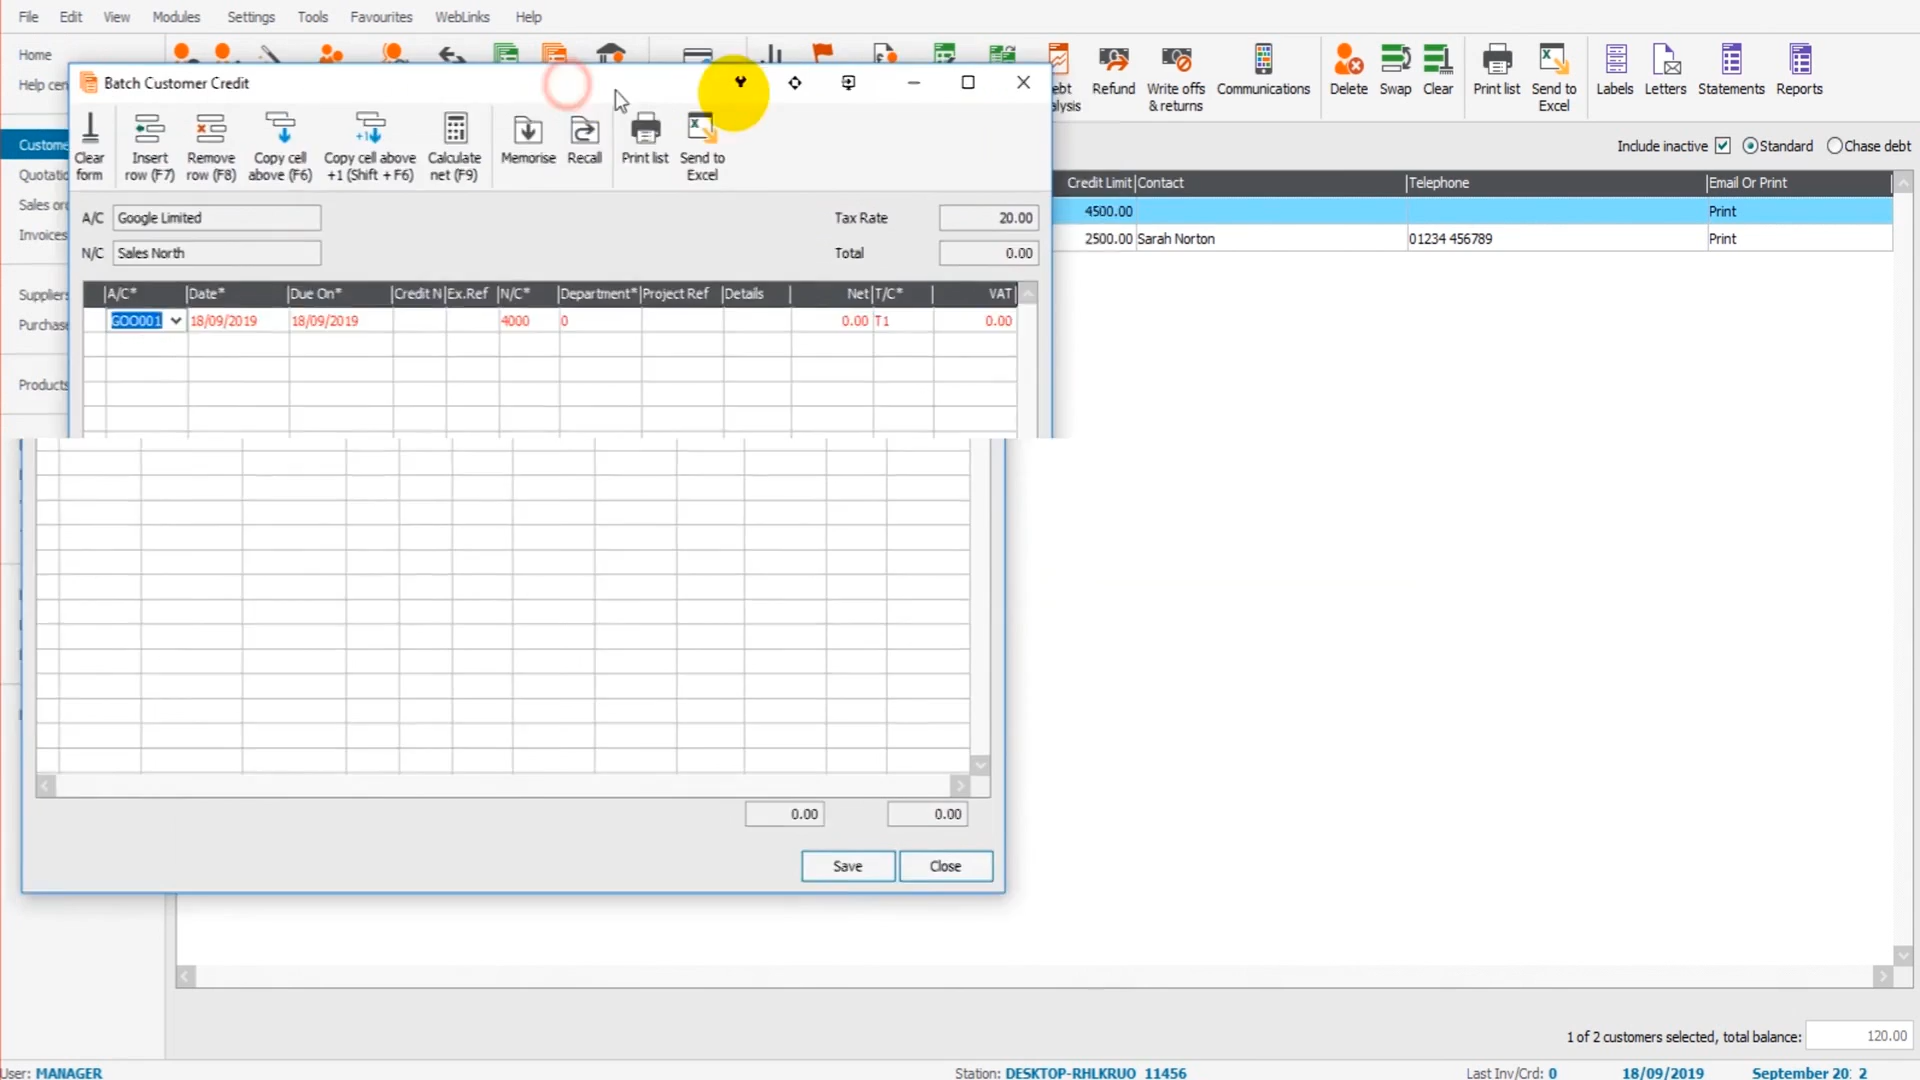 File Edit View Modules Settings Tools Favourites WebLinks Help
Home
Help cen
Refund Write offs & returns Communications Delete Swap Clear Print list Send to Excel Labels Letters Statements Reports
Batch Customer Credit
Clear form Insert row (F7) Remove row (F8) Copy cell above (F6) Copy cell above +1 (Shift + F6) Calculate net (F9) Memorise Recall Print list Send to Excel
Include inactive Standard Chase debt
Custome
Quotatio
Sales or
Invoices
Suppliers
Purchase
Products
Credit Limit Contact Telephone Email Or Print
4500.00 Print
2500.00 Sarah Norton 01234 456789 Print
A/C Google Limited Tax Rate 20.00
N/C Sales North Total 0.00
A/C* Date* Due On* Credit N Ex.Ref N/C* Department* Project Ref Details Net T/C* VAT
GOO001 18/09/2019 18/09/2019 4000 0 0.00 T1 0.00
0.00 0.00
Save Close
1 of 2 customers selected, total balance: 120.00
User: MANAGER Station: DESKTOP-RHLKRUO 11456 Last Inv/Crd: 0 18/09/2019 September 20